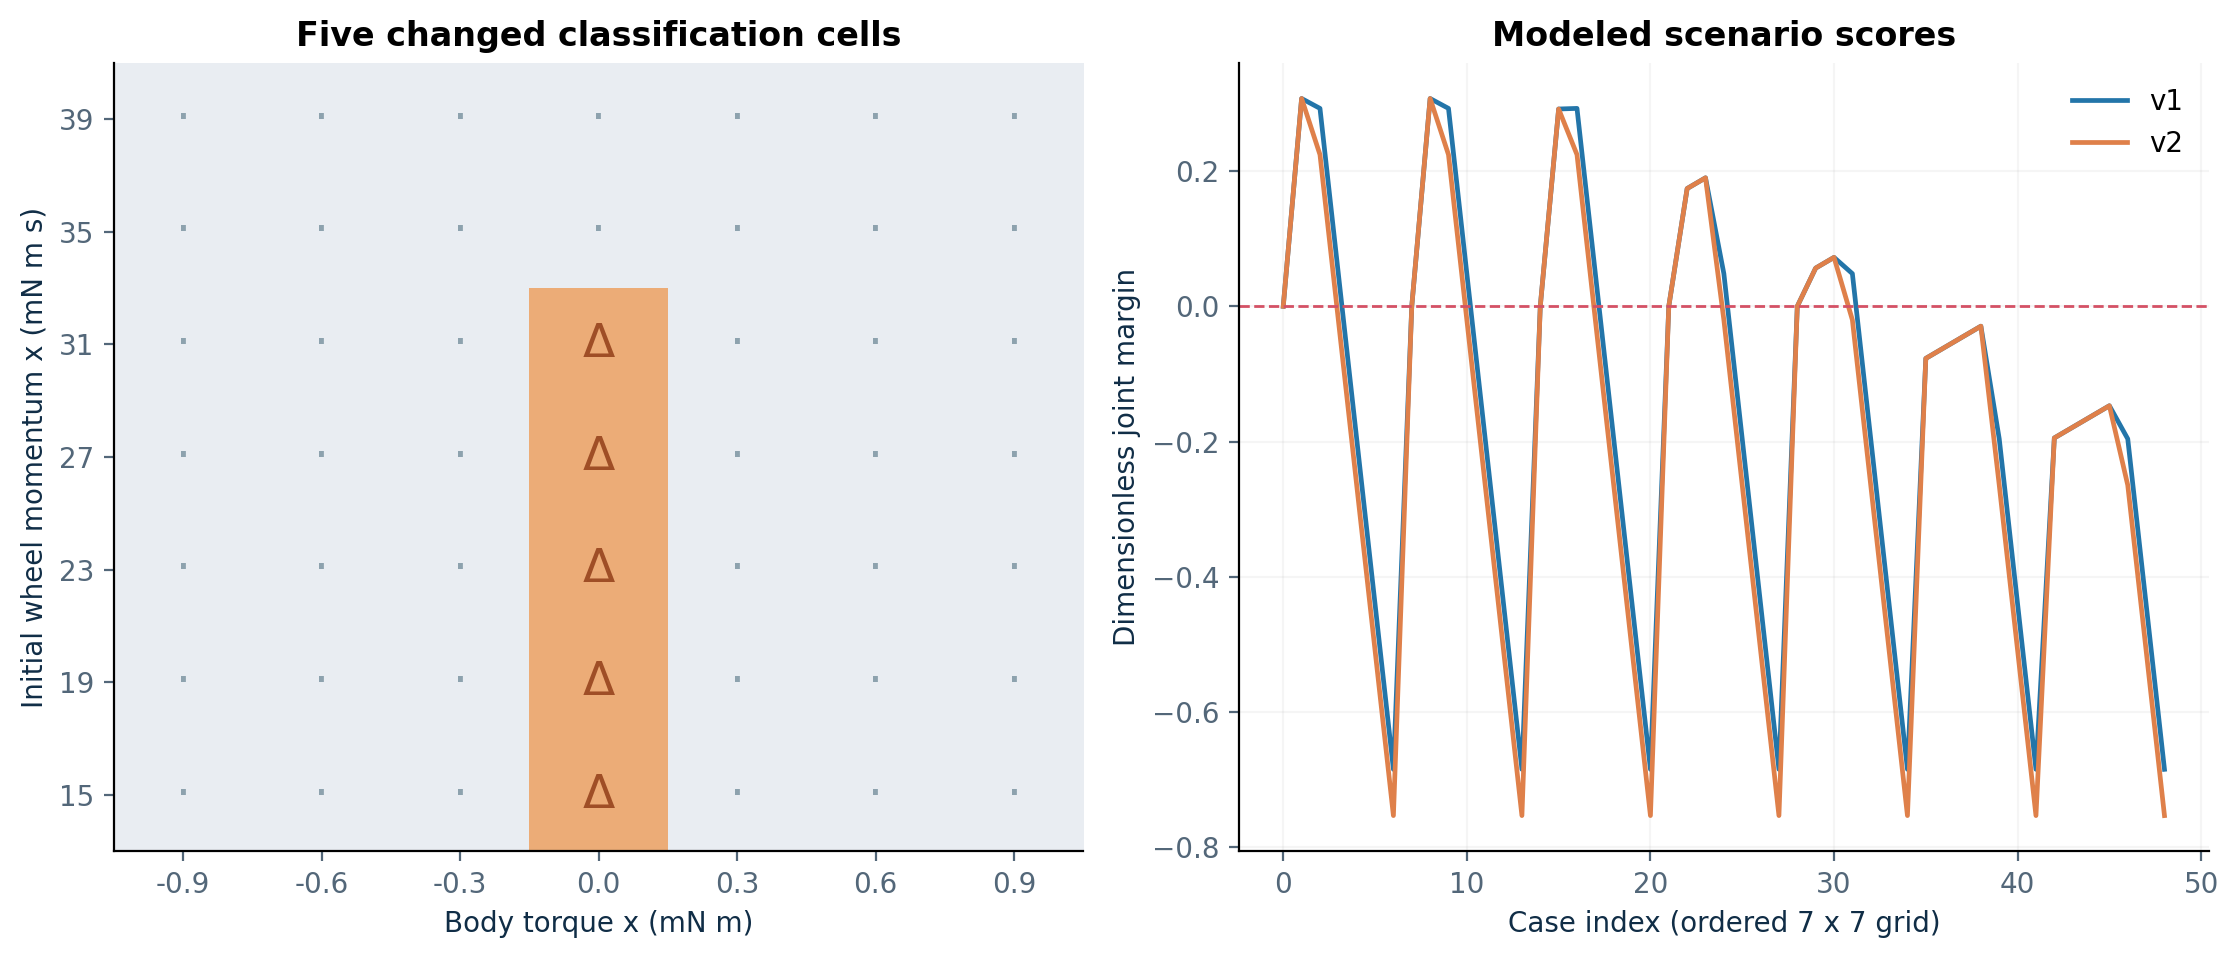 Five changed classification cells
Initial wheel momentum x (mN m s)
39
35
31
27
23
19
15
Δ
Δ
Δ
Δ
Δ
-0.9 -0.6 -0.3 0.0 0.3 0.6 0.9
Body torque x (mN m)
Modeled scenario scores
v1
v2
Dimensionless joint margin
0.2
0.0
−0.2
−0.4
−0.6
−0.8
0 10 20 30 40 50
Case index (ordered 7 x 7 grid)